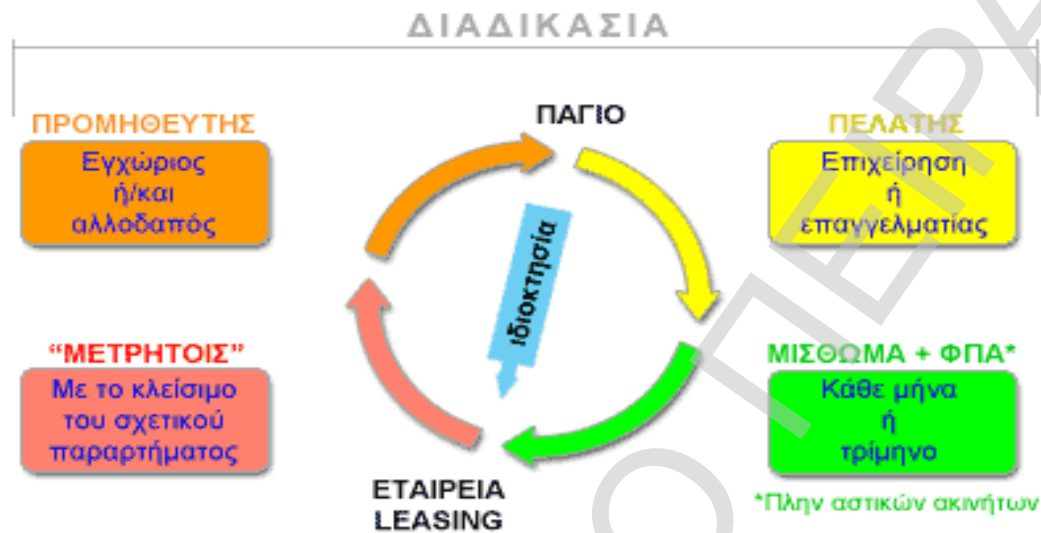 ΔΙΑΔΙΚΑΣΙΑ
ΠΡΟΜΗΘΕΥΤΗΣ
Εγχώριος
ή/και
αλλοδαπός
ΠΑΓΙΟ
ΠΕΛΑΤΗΣ
Επιχείρηση
ή
επαγγελματίας
Ιδιοκτησία
“ΜΕΤΡΗΤΟΙΣ”
Με το κλείσιμο
του σχετικού
παραρτήματος
ΜΙΣΘΩΜΑ + ΦΠΑ*
Κάθε μήνα
ή
τρίμηνο
ΕΤΑΙΡΕΙΑ
LEASING
*Πλην αστικών ακινήτων